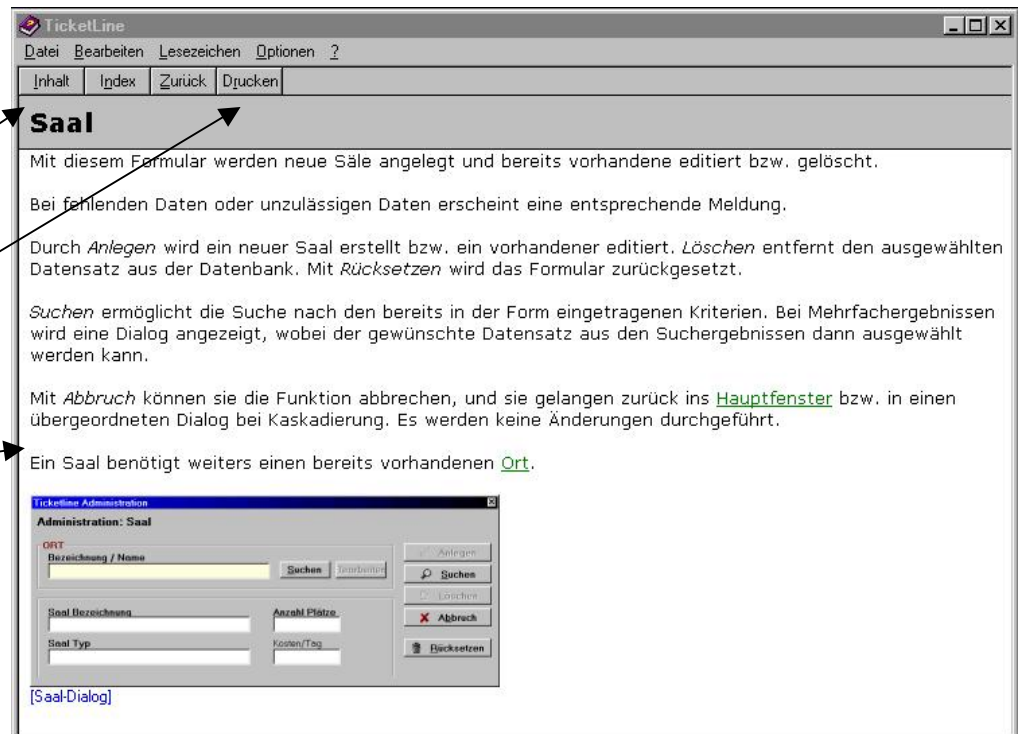 TicketLine
Datei Bearbeiten Lesezeichen Optionen ?
Inhalt Index Zurück Drucken
Saal
Mit diesem Formular werden neue Säle angelegt und bereits vorhandene editiert bzw. gelöscht.
Bei fehlenden Daten oder unzulässigen Daten erscheint eine entsprechende Meldung.
Durch Anlegen wird ein neuer Saal erstellt bzw. ein vorhandener editiert. Löschen entfernt den ausgewählten
Datensatz aus der Datenbank. Mit Rücksetzen wird das Formular zurückgesetzt.
Suchen ermöglicht die Suche nach den bereits in der Form eingetragenen Kriterien. Bei Mehrfachergebnissen
wird eine Dialog angezeigt, wobei der gewünschte Datensatz aus den Suchergebnissen dann ausgewählt
werden kann.
Mit Abbruch können sie die Funktion abbrechen, und sie gelangen zurück ins Hauptfenster bzw. in einen
übergeordneten Dialog bei Kaskadierung. Es werden keine Änderungen durchgeführt.
Ein Saal benötigt weiters einen bereits vorhandenen Ort.
Ticketline Administration
Administration: Saal
ORT
Bezeichnung / Name
Suchen Bearbeiten
Saal Bezeichnung Anzahl Plätze
Saal Typ Kosten/Tag
Anlegen
Suchen
Löschen
Abbruch
Rücksetzen
[Saal-Dialog]